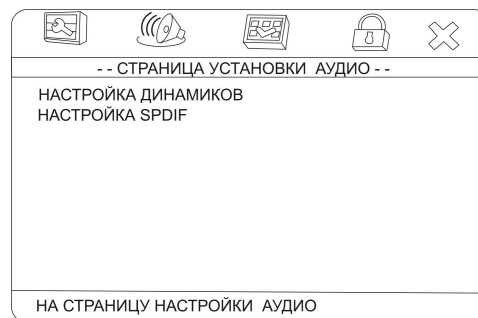 - - СТРАНИЦА УСТАНОВКИ АУДИО - -
НАСТРОЙКА ДИНАМИКОВ
НАСТРОЙКА SPDIF
НА СТРАНИЦУ НАСТРОЙКИ АУДИО